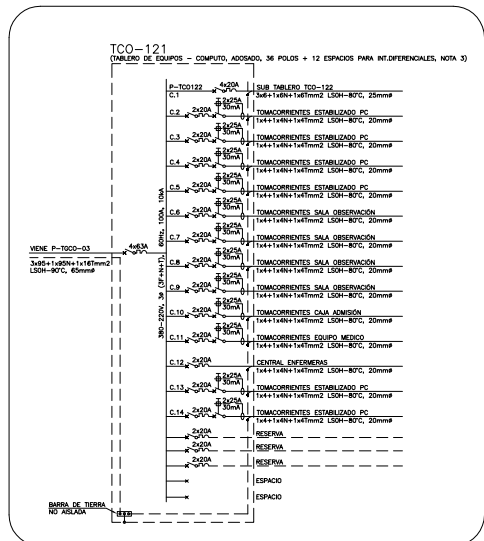 TCO-121
(TABLERO DE EQUIPOS - COMPUTO, ADOSADO, 36 POLOS + 12 ESPACIOS PARA INT.DIFERENCIALES, NOTA 3)
P-TCO122 4x20A SUB TABLERO TCO-122
C.1 3x6+1x6N+1x6Tmm2 LSOH-80°C, 25mmø
C.2 2x20A 2x25A 30mA TOMACORRIENTES ESTABILIZADO PC
1x4+1x4N+1x4Tmm2 LSOH-80°C, 20mmø
C.3 2x20A 2x25A 30mA TOMACORRIENTES ESTABILIZADO PC
1x4+1x4N+1x4Tmm2 LSOH-80°C, 20mmø
C.4 2x20A 2x25A 30mA TOMACORRIENTES ESTABILIZADO PC
1x4+1x4N+1x4Tmm2 LSOH-80°C, 20mmø
C.5 2x20A 2x25A 30mA TOMACORRIENTES ESTABILIZADO PC
1x4+1x4N+1x4Tmm2 LSOH-80°C, 20mmø
C.6 2x20A 2x25A 30mA TOMACORRIENTES SALA OBSERVACIÓN
1x4+1x4N+1x4Tmm2 LSOH-80°C, 20mmø
C.7 2x20A 2x25A 30mA TOMACORRIENTES SALA OBSERVACIÓN
1x4+1x4N+1x4Tmm2 LSOH-80°C, 20mmø
VIENE P-TGCO-03 4x63A
3x95+1x95N+1x16Tmm2
LSOH-90°C, 65mmø
380-220V, 3ø (3F+N+T), 60Hz, 100A, 10kA
C.8 2x20A 2x25A 30mA TOMACORRIENTES SALA OBSERVACIÓN
1x4+1x4N+1x4Tmm2 LSOH-80°C, 20mmø
C.9 2x20A 2x25A 30mA TOMACORRIENTES SALA OBSERVACIÓN
1x4+1x4N+1x4Tmm2 LSOH-80°C, 20mmø
C.10 2x20A 2x25A 30mA TOMACORRIENTES CAJA ADMISIÓN
1x4+1x4N+1x4Tmm2 LSOH-80°C, 20mmø
C.11 2x20A 2x25A 30mA TOMACORRIENTES EQUIPO MEDICO
1x4+1x4N+1x4Tmm2 LSOH-80°C, 20mmø
C.12 2x20A CENTRAL ENFERMERAS
1x4+1x4N+1x4Tmm2 LSOH-80°C, 20mmø
C.13 2x20A 2x25A 30mA TOMACORRIENTES ESTABILIZADO PC
1x4+1x4N+1x4Tmm2 LSOH-80°C, 20mmø
C.14 2x20A 2x25A 30mA TOMACORRIENTES ESTABILIZADO PC
1x4+1x4N+1x4Tmm2 LSOH-80°C, 20mmø
2x20A RESERVA
2x20A RESERVA
2x20A RESERVA
ESPACIO
ESPACIO
BARRA DE TIERRA
NO AISLADA